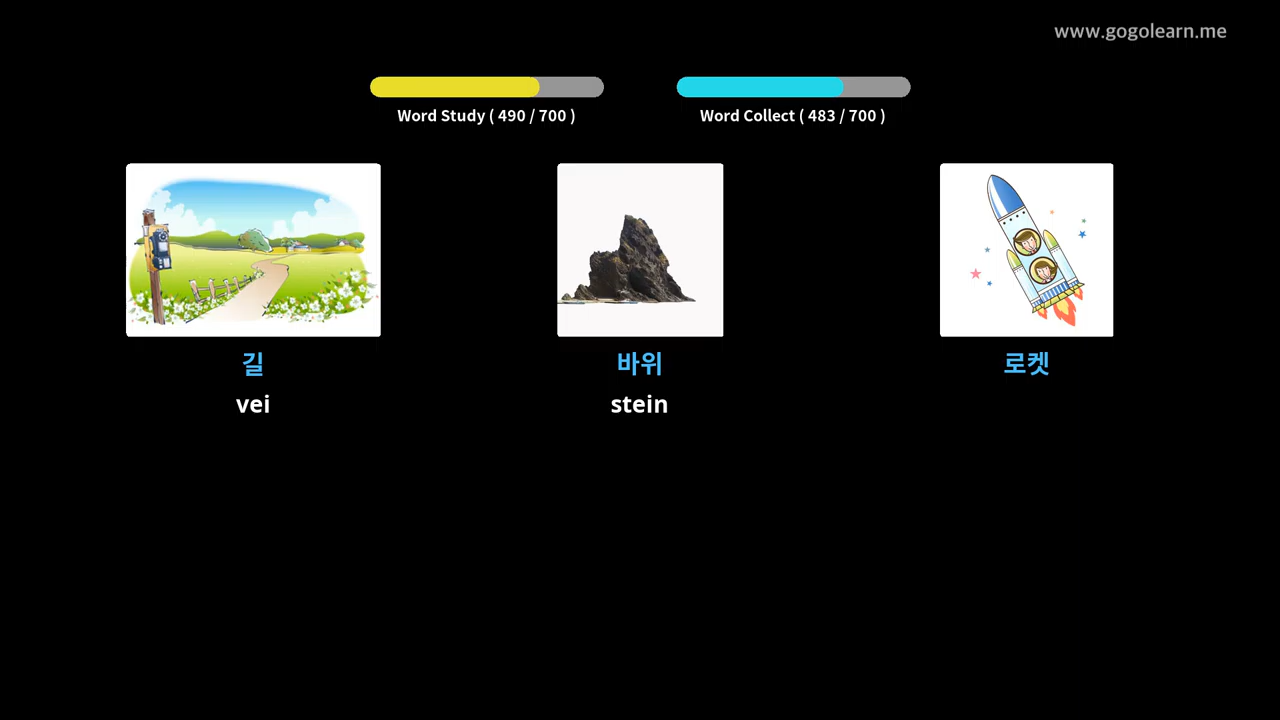 www.gogolearn.me
Word Study ( 490 / 700 )
Word Collect ( 483 / 700 )
길
바위
로켓
vei
stein